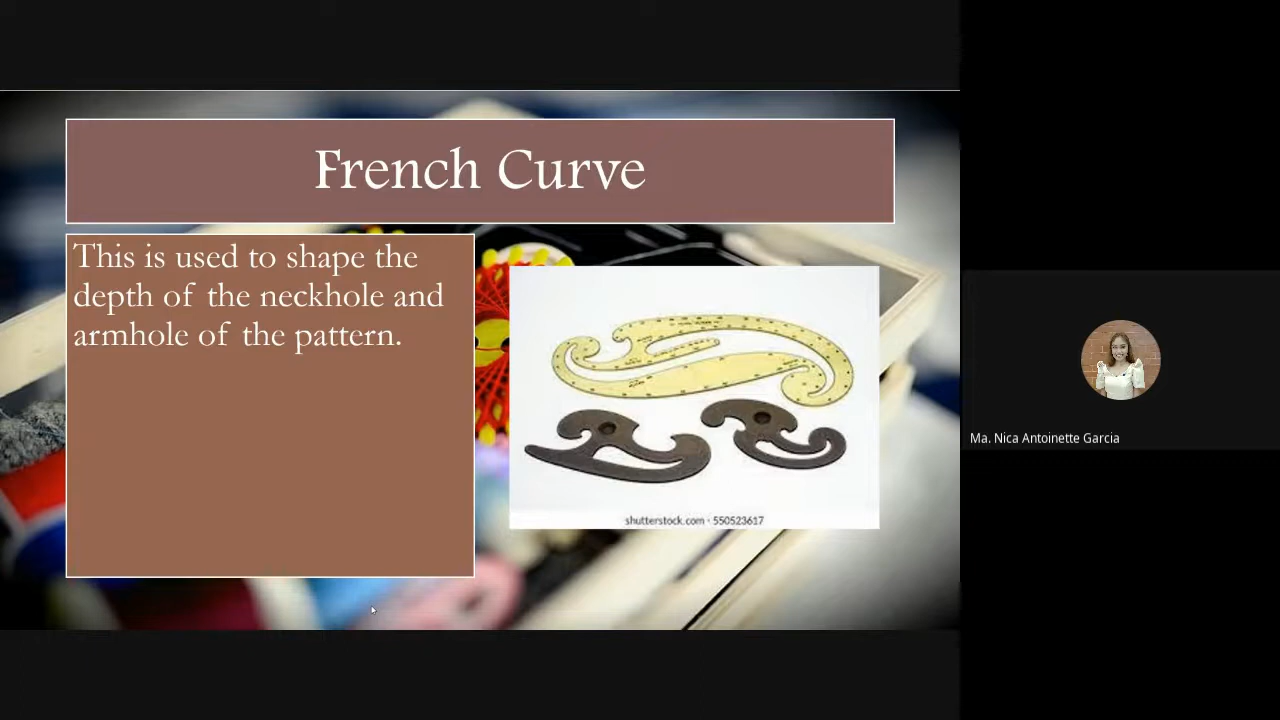 French Curve
This is used to shape the
depth of the neckhole and
armhole of the pattern.
shutterstock.com · 550523617
Ma. Nica Antoinette Garcia